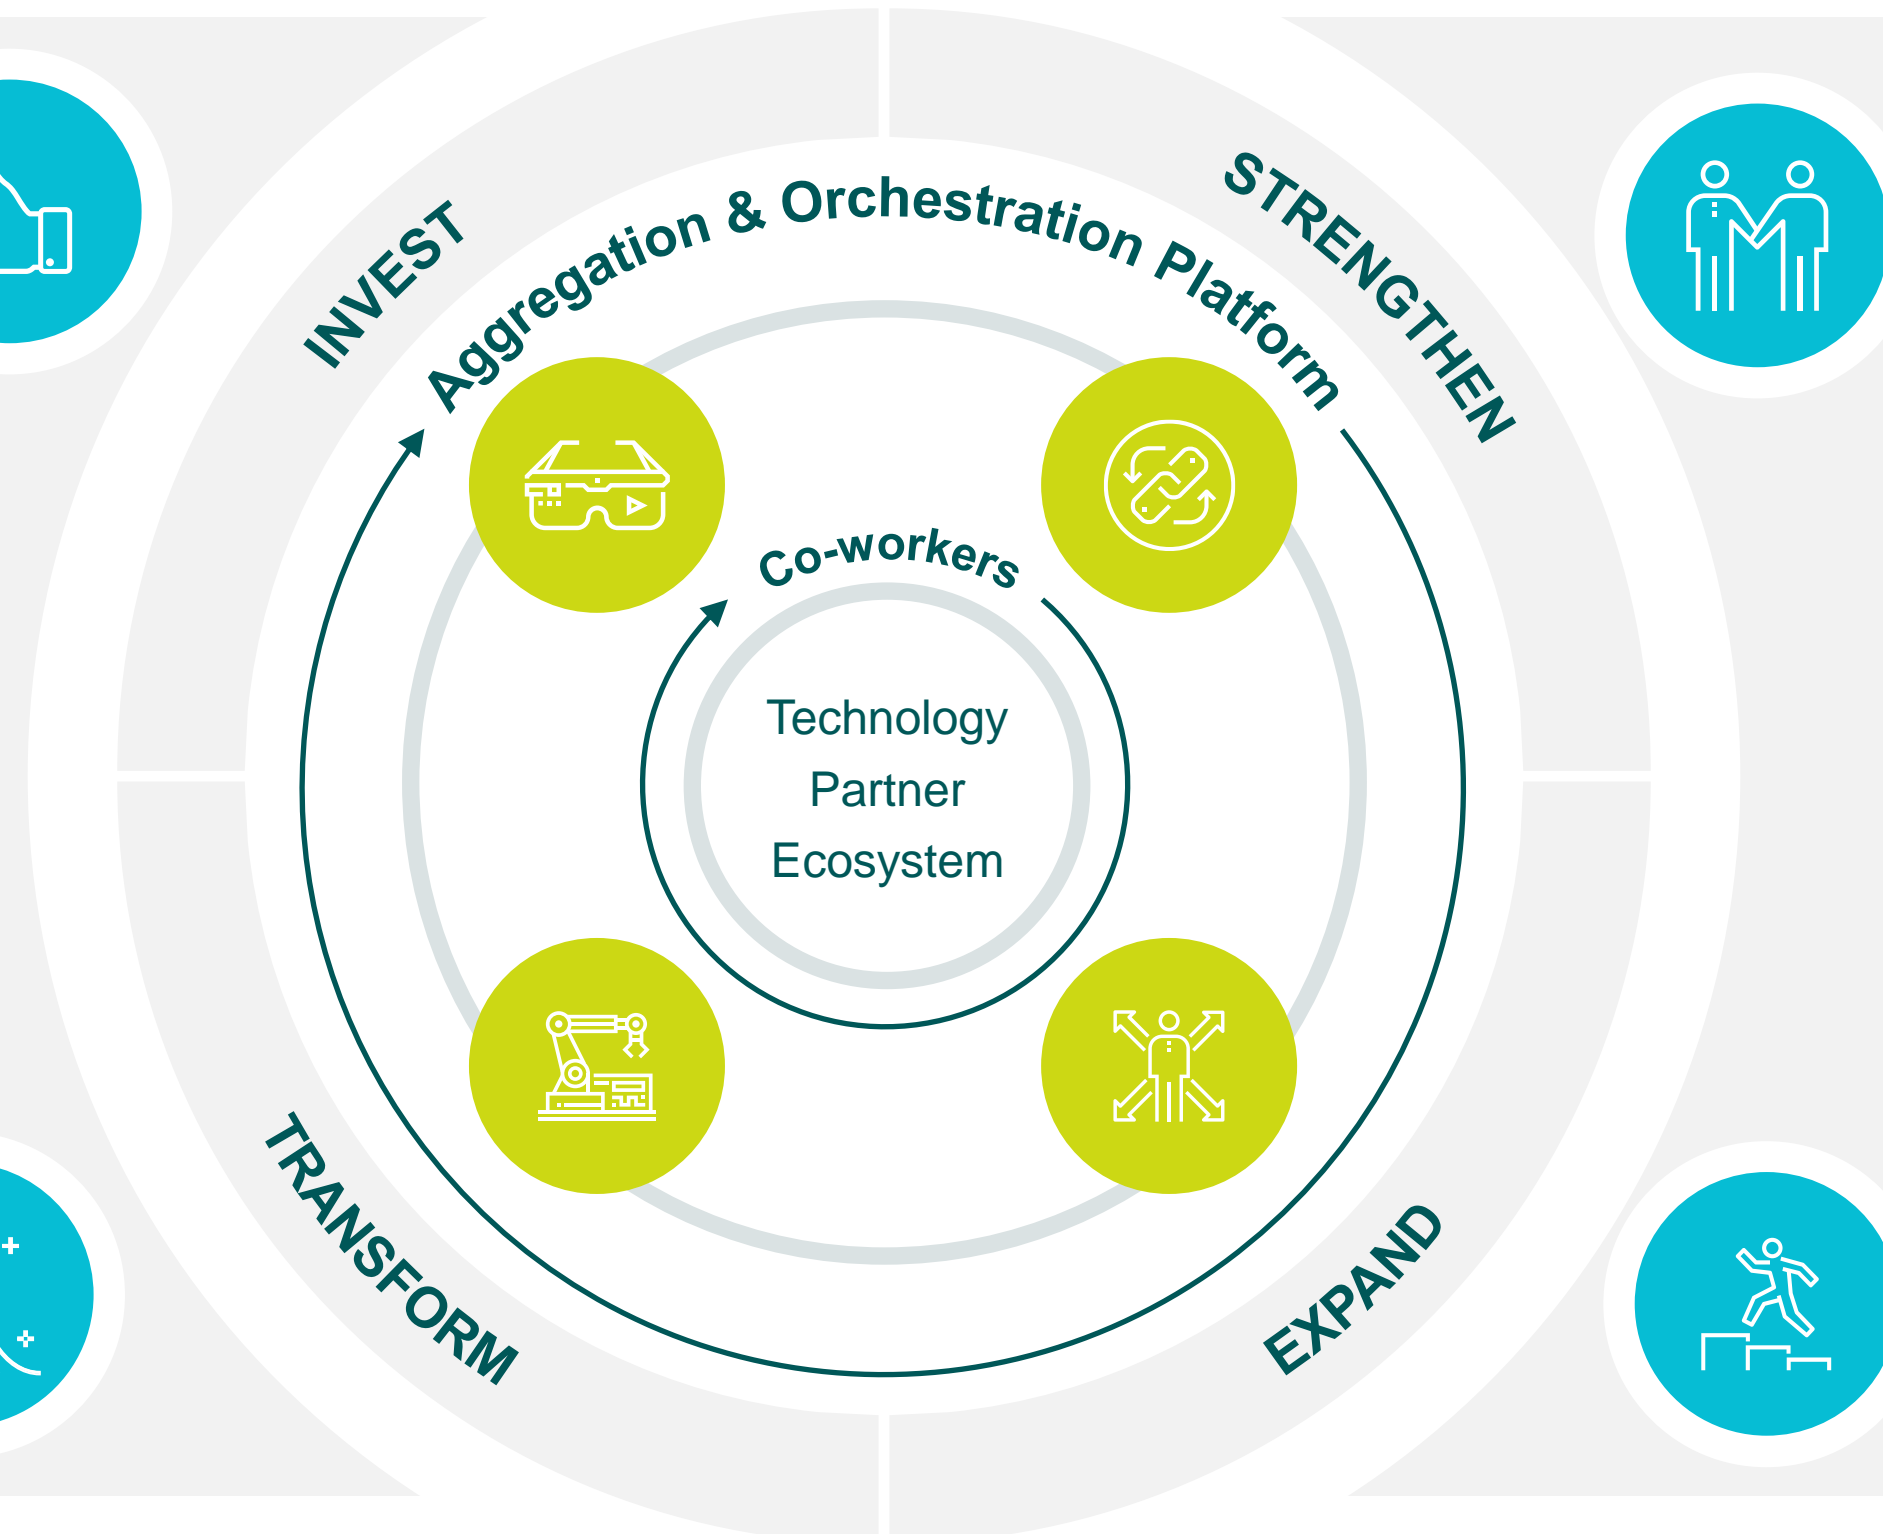 INVEST
STRENGTHEN
Aggregation & Orchestration Platform
Co-workers
Technology
Partner
Ecosystem
TRANSFORM
EXPAND